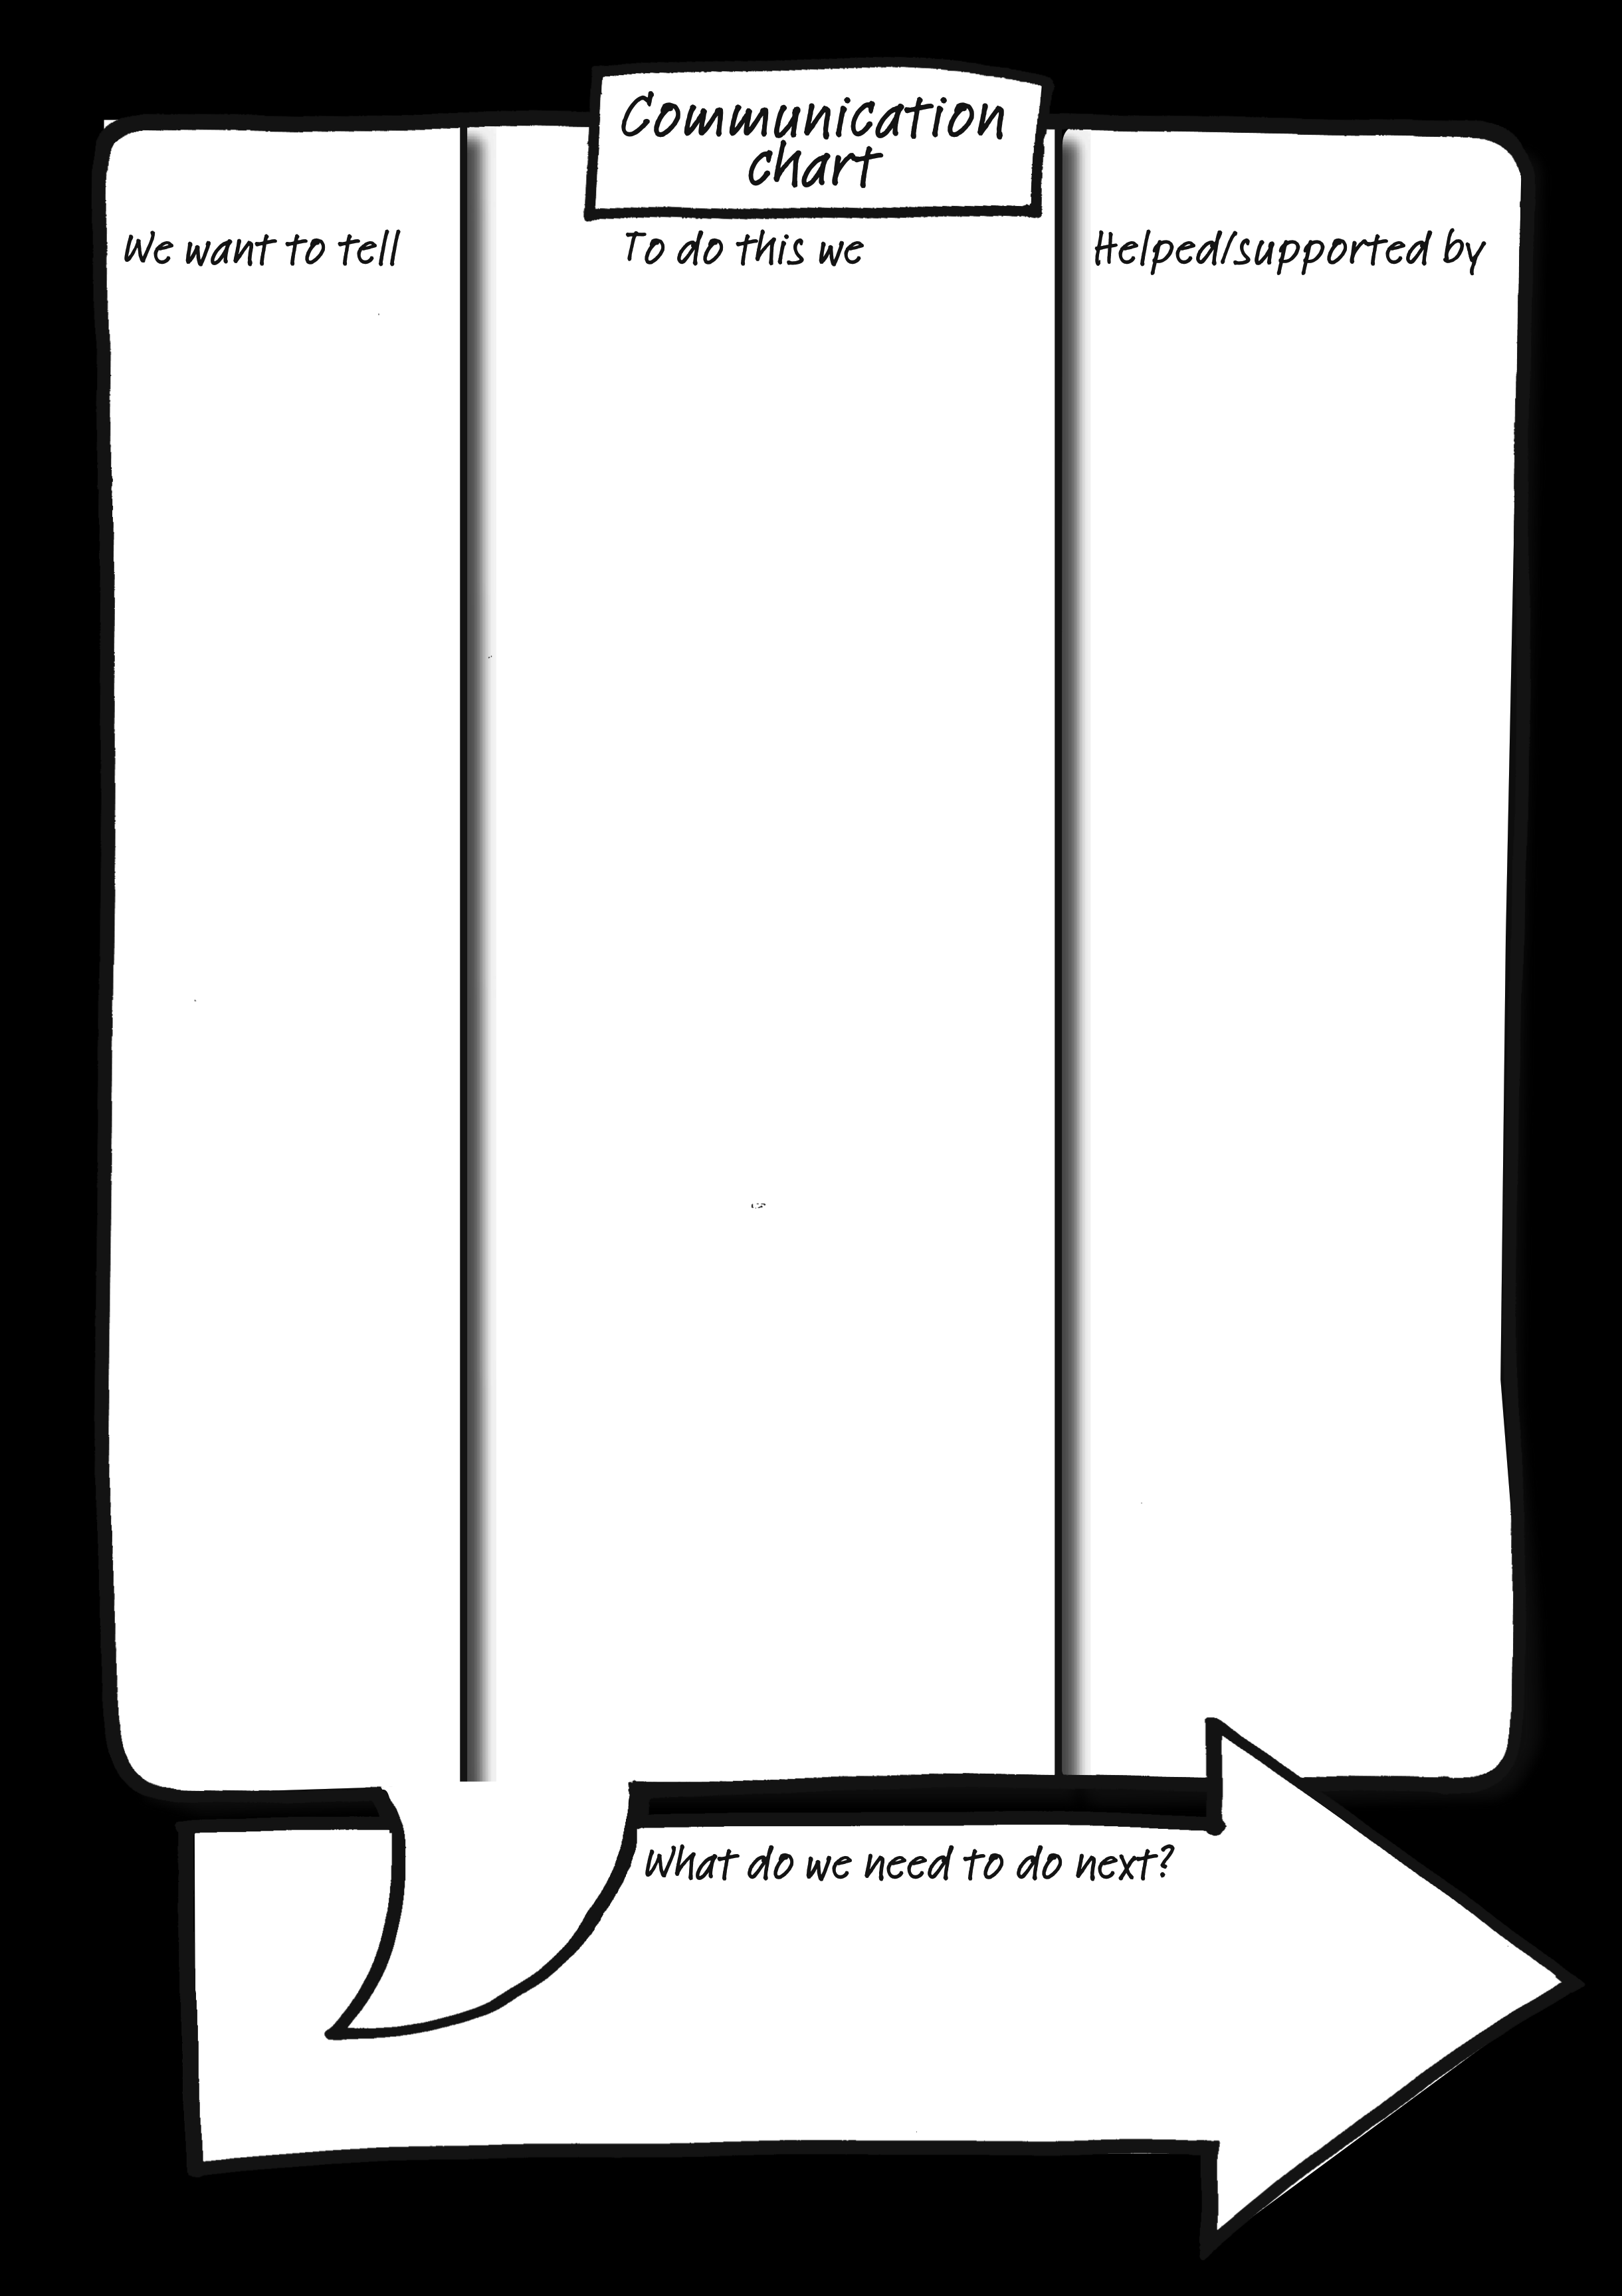 Communication
chart
We want to tell
To do this we
Helped/supported by
What do we need to do next?